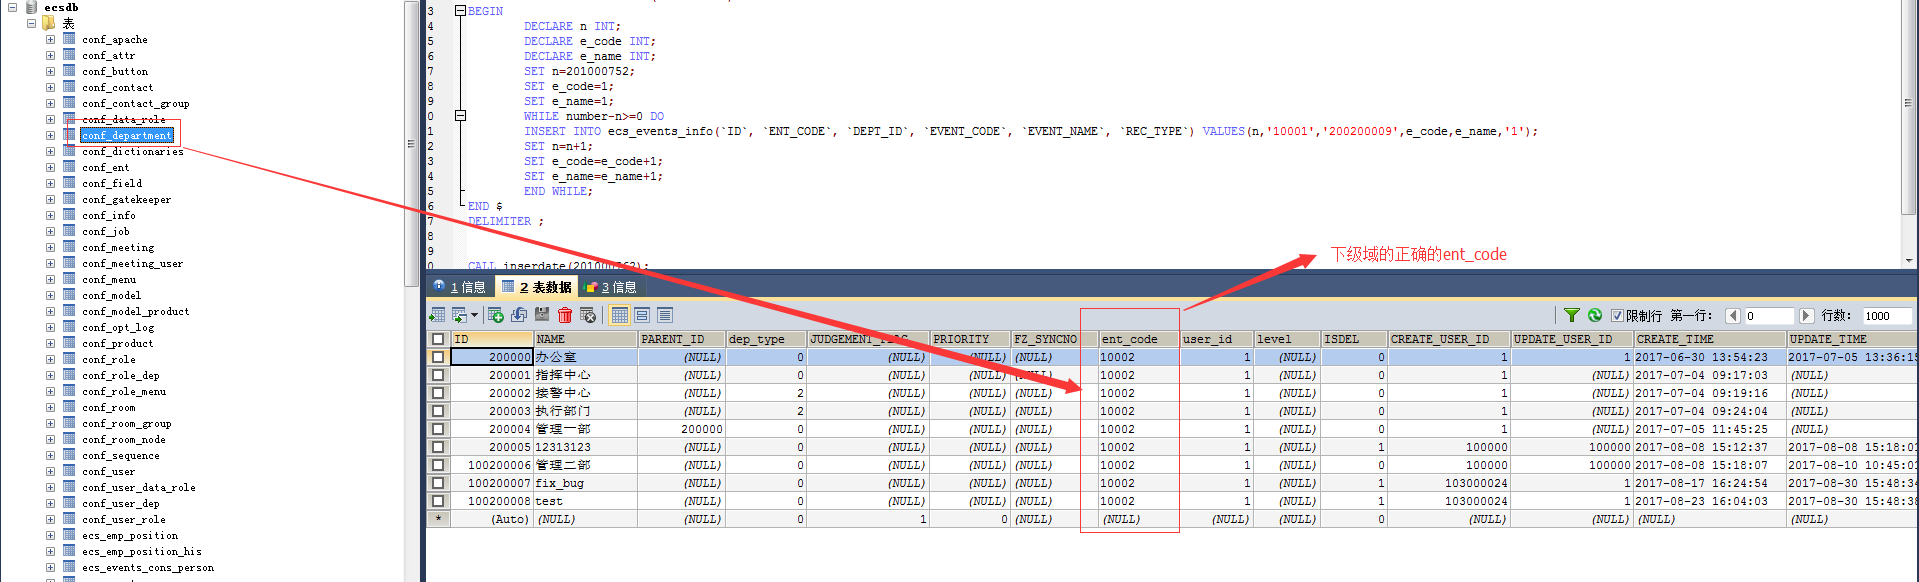 ecsdb
表
conf_apache
conf_attr
conf_button
conf_contact
conf_contact_group
conf_data_role
conf_department
conf_dictionaries
conf_ent
conf_field
conf_gatekeeper
conf_info
conf_job
conf_meeting
conf_meeting_user
conf_menu
conf_model
conf_model_product
conf_opt_log
conf_product
conf_role
conf_role_dep
conf_role_menu
conf_room
conf_room_group
conf_room_node
conf_sequence
conf_user
conf_user_data_role
conf_user_dep
conf_user_role
ecs_emp_position
ecs_emp_position_his
ecs_events_cons_person
3 BEGIN
4 DECLARE n INT;
5 DECLARE e_code INT;
6 DECLARE e_name INT;
7 SET n=201000752;
8 SET e_code=1;
9 SET e_name=1;
0 WHILE number-n>=0 DO
1 INSERT INTO ecs_events_info(`ID`, `ENT_CODE`, `DEPT_ID`, `EVENT_CODE`, `EVENT_NAME`, `REC_TYPE`) VALUES(n,'10001','200200009',e_code,e_name,'1');
2 SET n=n+1;
3 SET e_code=e_code+1;
4 SET e_name=e_name+1;
5 END WHILE;
6 END $
7 DELIMITER ;
8
9
0 CALL inserdate(201000762);
下级域的正确的ent_code
1 信息 2 表数据 3 信息
限制行 第一行: 0 行数: 1000
ID NAME PARENT_ID dep_type JUDGEMENT_FLAG PRIORITY FZ_SYNCNO ent_code user_id level ISDEL CREATE_USER_ID UPDATE_USER_ID CREATE_TIME UPDATE_TIME
200000 办公室 (NULL) 0 (NULL) (NULL) (NULL) 10002 1 (NULL) 0 1 1 2017-06-30 13:54:23 2017-07-05 13:36:15
200001 指挥中心 (NULL) 0 (NULL) (NULL) (NULL) 10002 1 (NULL) 0 1 (NULL) 2017-07-04 09:17:03 (NULL)
200002 接警中心 (NULL) 2 (NULL) (NULL) (NULL) 10002 1 (NULL) 0 1 (NULL) 2017-07-04 09:19:16 (NULL)
200003 执行部门 (NULL) 2 (NULL) (NULL) (NULL) 10002 1 (NULL) 0 1 (NULL) 2017-07-04 09:24:04 (NULL)
200004 管理一部 200000 0 (NULL) (NULL) (NULL) 10002 1 (NULL) 0 1 (NULL) 2017-07-05 11:45:25 (NULL)
200005 12313123 (NULL) 0 (NULL) (NULL) (NULL) 10002 1 (NULL) 1 100000 100000 2017-08-08 15:12:37 2017-08-08 15:18:01
100200006 管理二部 (NULL) 0 (NULL) (NULL) (NULL) 10002 1 (NULL) 0 100000 100000 2017-08-08 15:18:07 2017-08-10 10:45:01
100200007 fix_bug (NULL) 0 (NULL) (NULL) (NULL) 10002 1 (NULL) 1 103000024 1 2017-08-17 16:24:54 2017-08-30 15:48:34
100200008 test (NULL) 0 (NULL) (NULL) (NULL) 10002 1 (NULL) 1 103000024 1 2017-08-23 16:04:03 2017-08-30 15:48:38
* (Auto) (NULL) (NULL) 0 1 0 (NULL) (NULL) (NULL) (NULL) 0 (NULL) (NULL) (NULL) (NULL)